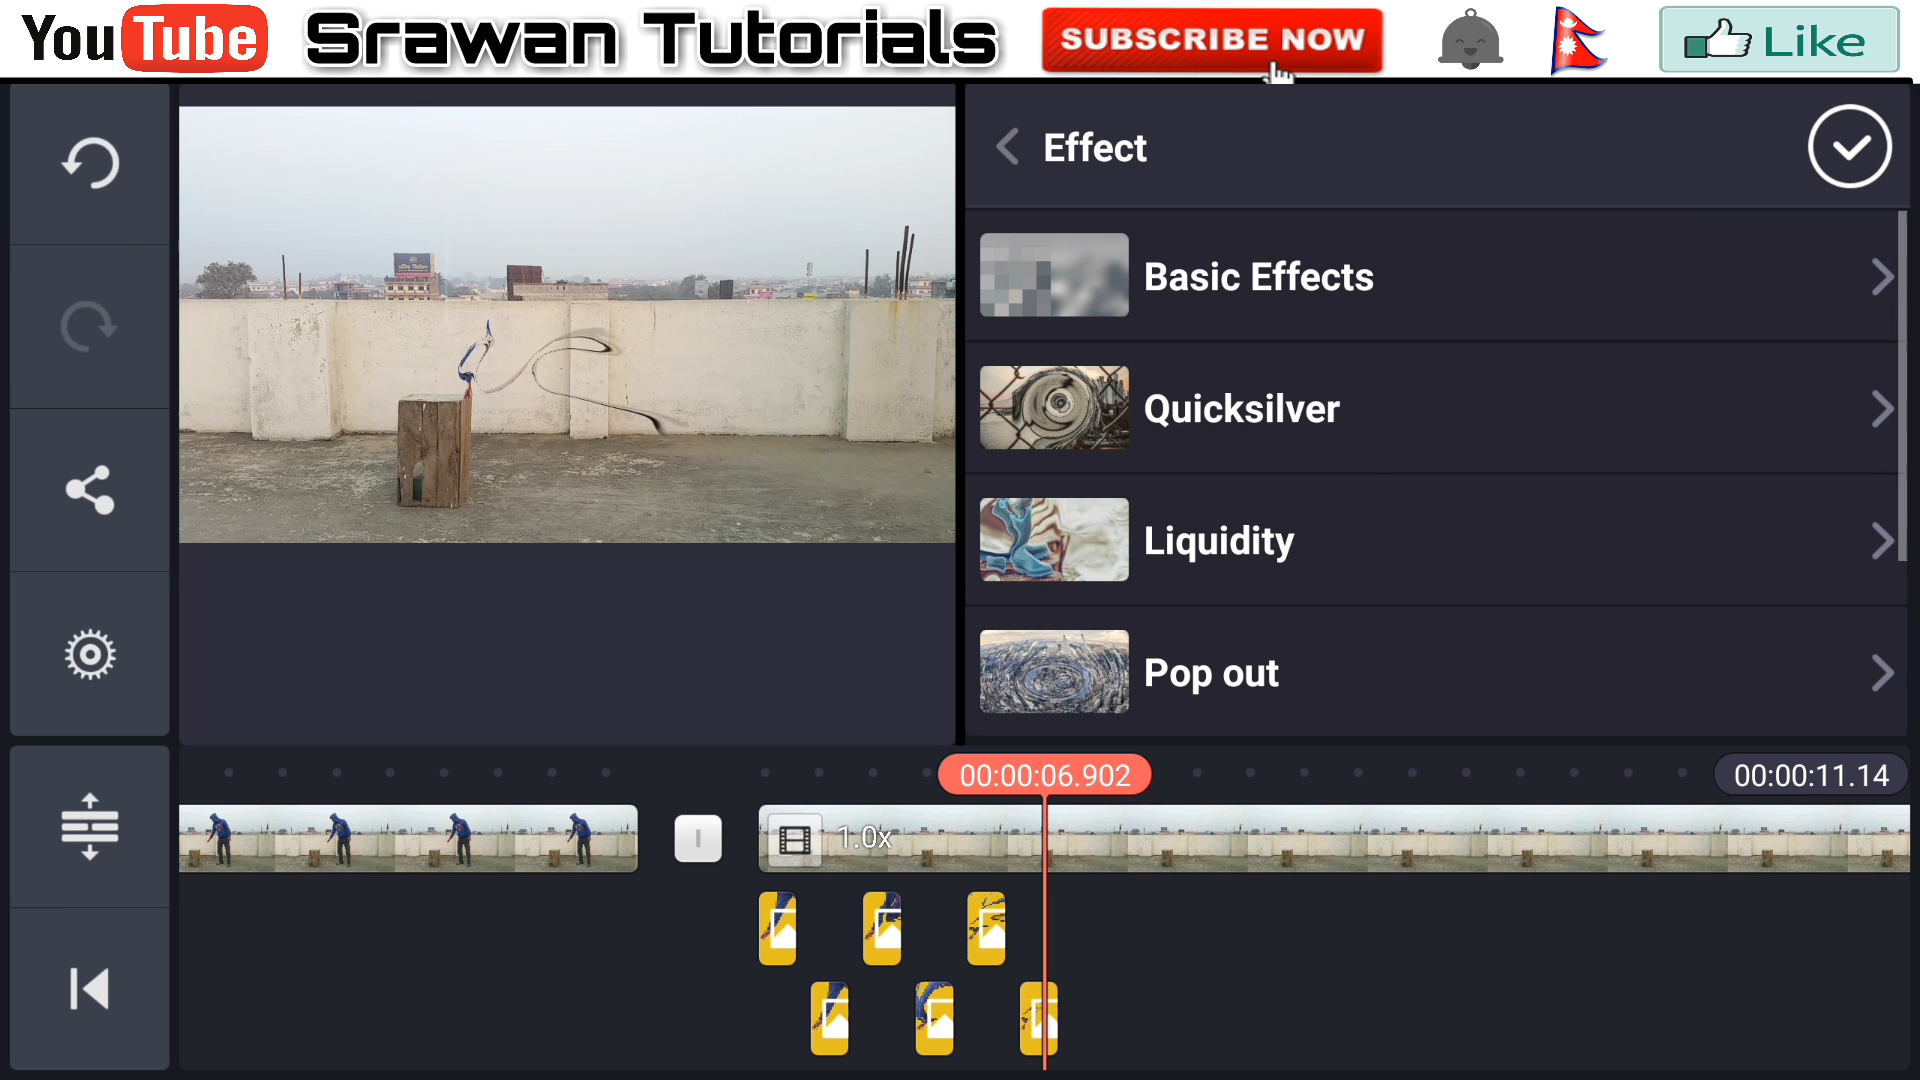 YouTube Srawan Tutorials SUBSCRIBE NOW Like
Effect
Basic Effects
Quicksilver
Liquidity
Pop out
00:00:06.902
00:00:11.14
1.0x